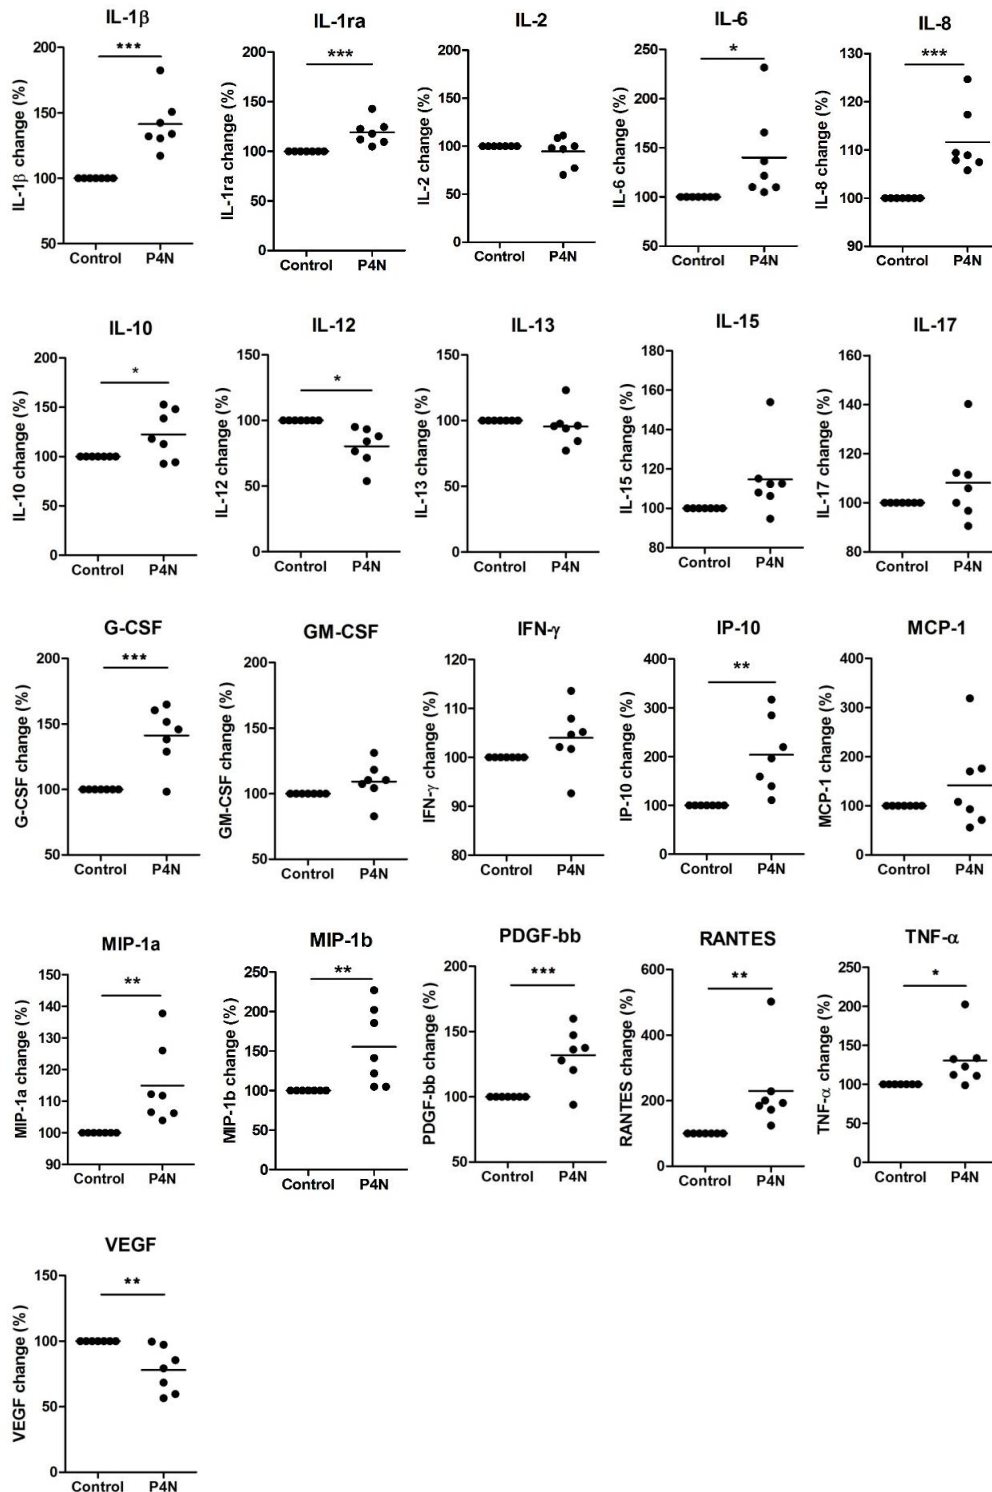 IL-1β
IL-1ra
IL-2
IL-6
IL-8
IL-1β change (%)
200
150
100
50
***
Control P4N
IL-1ra change (%)
200
150
100
50
0
***
Control P4N
IL-2 change (%)
200
150
100
50
0
Control P4N
IL-6 change (%)
250
200
150
100
50
*
Control P4N
IL-8 change (%)
130
120
110
100
90
***
Control P4N
IL-10
IL-12
IL-13
IL-15
IL-17
IL-10 change (%)
200
150
100
50
0
*
Control P4N
IL-12 change (%)
150
100
50
0
*
Control P4N
IL-13 change (%)
150
100
50
0
Control P4N
IL-15 change (%)
180
160
140
120
100
80
Control P4N
IL-17 change (%)
160
140
120
100
80
Control P4N
G-CSF
GM-CSF
IFN-γ
IP-10
MCP-1
G-CSF change (%)
200
150
100
50
***
Control P4N
GM-CSF change (%)
200
150
100
50
Control P4N
IFN-γ change (%)
120
110
100
90
80
Control P4N
IP-10 change (%)
400
300
200
100
0
**
Control P4N
MCP-1 change (%)
400
300
200
100
0
Control P4N
MIP-1a
MIP-1b
PDGF-bb
RANTES
TNF-α
MIP-1a change (%)
150
140
130
120
110
100
90
**
Control P4N
MIP-1b change (%)
250
200
150
100
50
0
**
Control P4N
PDGF-bb change (%)
200
150
100
50
***
Control P4N
RANTES change (%)
600
400
200
0
**
Control P4N
TNF-α change (%)
250
200
150
100
50
0
*
Control P4N
VEGF
VEGF change (%)
150
100
50
0
**
Control P4N